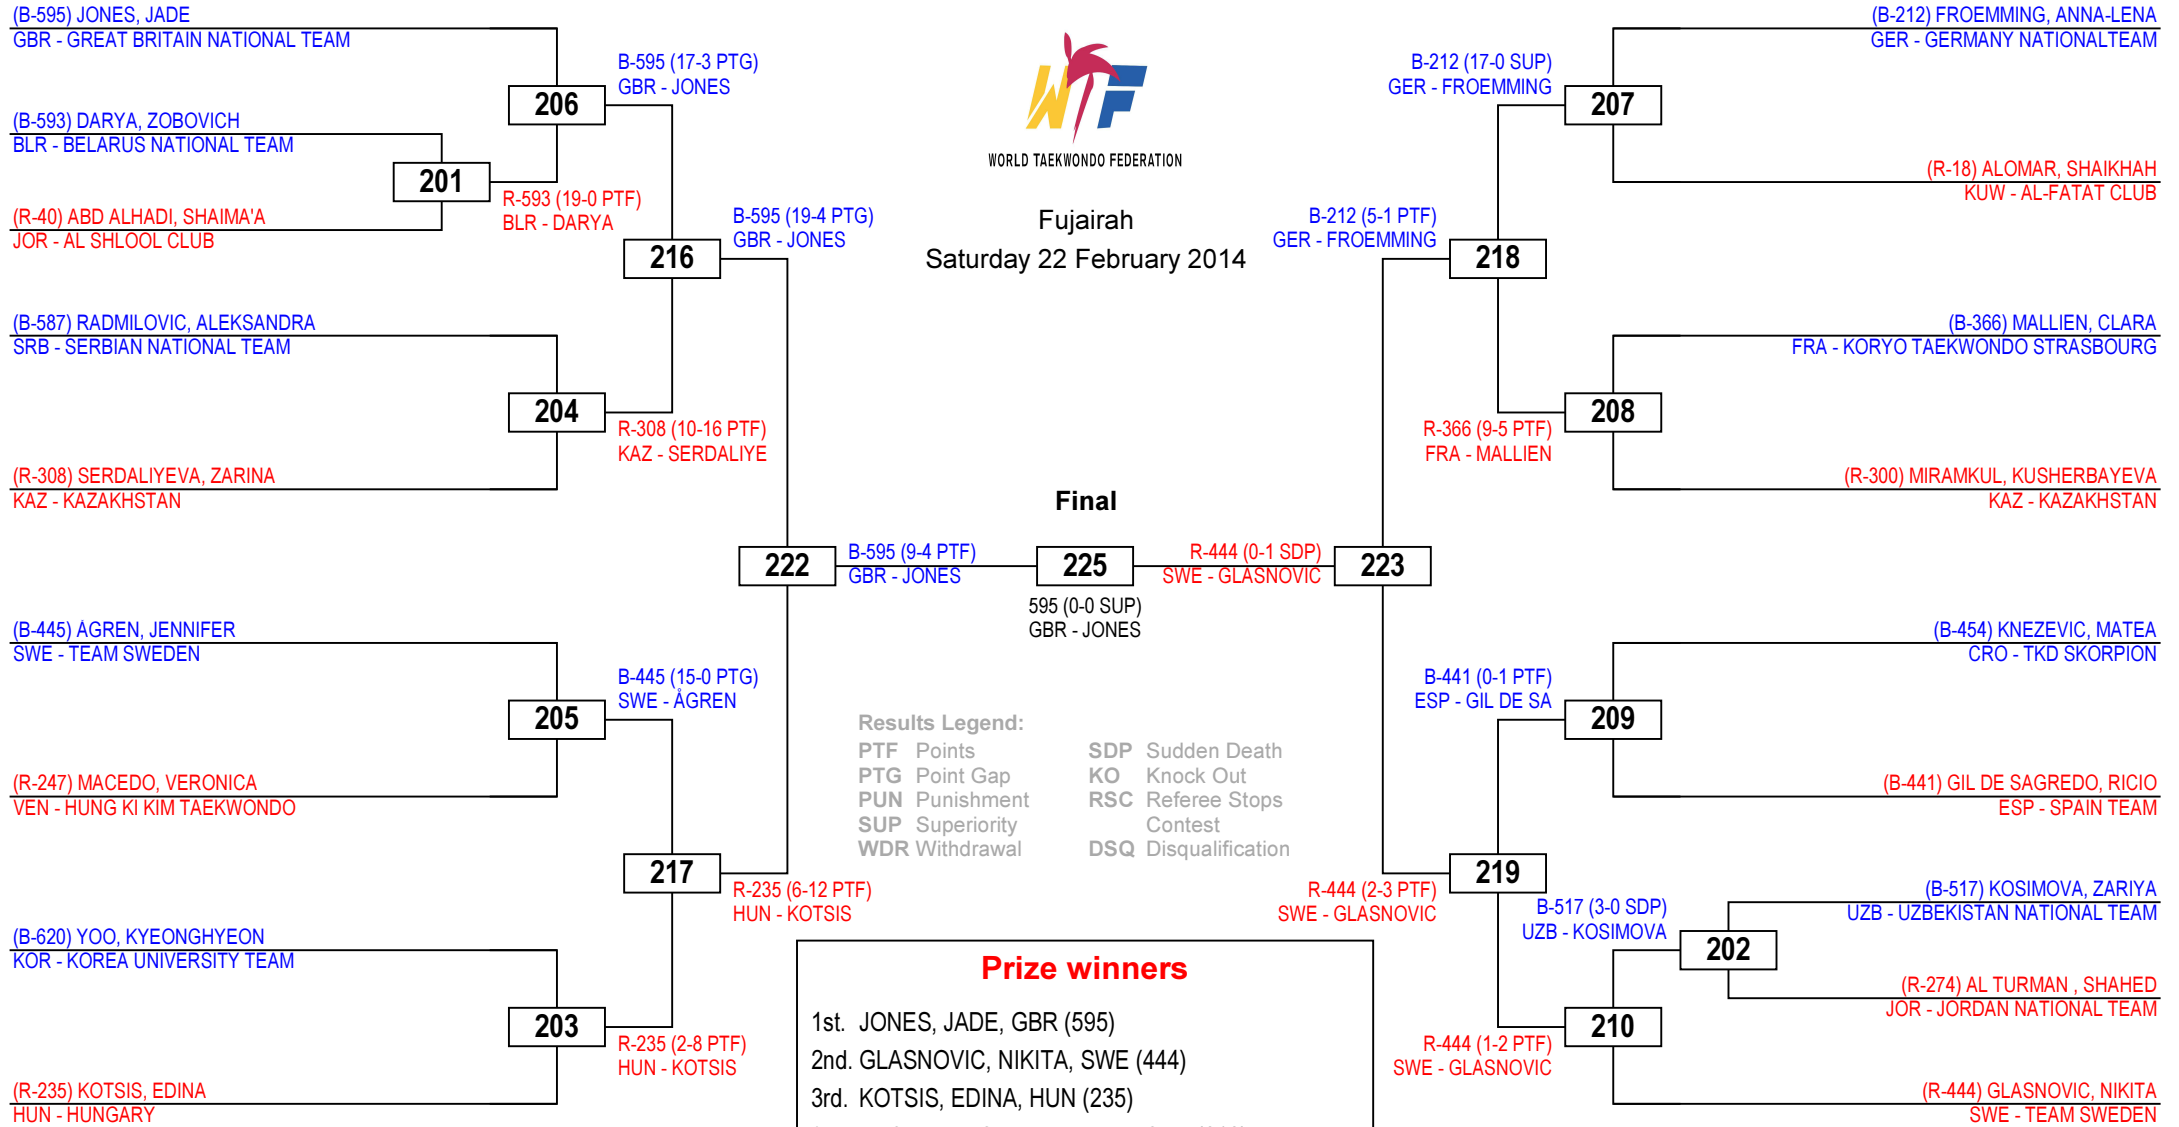 (B-595) JONES, JADE
GBR - GREAT BRITAIN NATIONAL TEAM
(B-593) DARYA, ZOBOVICH
BLR - BELARUS NATIONAL TEAM
(R-40) ABD ALHADI, SHAIMA'A
JOR - AL SHLOOL CLUB
(B-587) RADMILOVIC, ALEKSANDRA
SRB - SERBIAN NATIONAL TEAM
(R-308) SERDALIYEVA, ZARINA
KAZ - KAZAKHSTAN
(B-445) ÅGREN, JENNIFER
SWE - TEAM SWEDEN
(R-247) MACEDO, VERONICA
VEN - HUNG KI KIM TAEKWONDO
(B-620) YOO, KYEONGHYEON
KOR - KOREA UNIVERSITY TEAM
(R-235) KOTSIS, EDINA
HUN - HUNGARY
201
R-593 (19-0 PTF)
BLR - DARYA
206
204
205
203
B-595 (17-3 PTG)
GBR - JONES
R-308 (10-16 PTF)
KAZ - SERDALIYE
B-445 (15-0 PTG)
SWE - ÅGREN
R-235 (2-8 PTF)
HUN - KOTSIS
216
217
B-595 (19-4 PTG)
GBR - JONES
R-235 (6-12 PTF)
HUN - KOTSIS
222
B-595 (9-4 PTF)
GBR - JONES
WTF
WORLD TAEKWONDO FEDERATION
Fujairah
Saturday 22 February 2014
Final
225
595 (0-0 SUP)
GBR - JONES
R-444 (0-1 SDP)
SWE - GLASNOVIC
223
Results Legend:
PTF Points
PTG Point Gap
PUN Punishment
SUP Superiority
WDR Withdrawal
SDP Sudden Death
KO Knock Out
RSC Referee Stops
Contest
DSQ Disqualification
B-212 (5-1 PTF)
GER - FROEMMING
R-444 (2-3 PTF)
SWE - GLASNOVIC
218
219
B-212 (17-0 SUP)
GER - FROEMMING
R-366 (9-5 PTF)
FRA - MALLIEN
B-441 (0-1 PTF)
ESP - GIL DE SA
R-444 (1-2 PTF)
SWE - GLASNOVIC
207
208
209
210
B-517 (3-0 SDP)
UZB - KOSIMOVA
202
(B-212) FROEMMING, ANNA-LENA
GER - GERMANY NATIONALTEAM
(R-18) ALOMAR, SHAIKHAH
KUW - AL-FATAT CLUB
(B-366) MALLIEN, CLARA
FRA - KORYO TAEKWONDO STRASBOURG
(R-300) MIRAMKUL, KUSHERBAYEVA
KAZ - KAZAKHSTAN
(B-454) KNEZEVIC, MATEA
CRO - TKD SKORPION
(B-441) GIL DE SAGREDO, RICIO
ESP - SPAIN TEAM
(B-517) KOSIMOVA, ZARIYA
UZB - UZBEKISTAN NATIONAL TEAM
(R-274) AL TURMAN , SHAHED
JOR - JORDAN NATIONAL TEAM
(R-444) GLASNOVIC, NIKITA
SWE - TEAM SWEDEN
Prize winners
1st. JONES, JADE, GBR (595)
2nd. GLASNOVIC, NIKITA, SWE (444)
3rd. KOTSIS, EDINA, HUN (235)